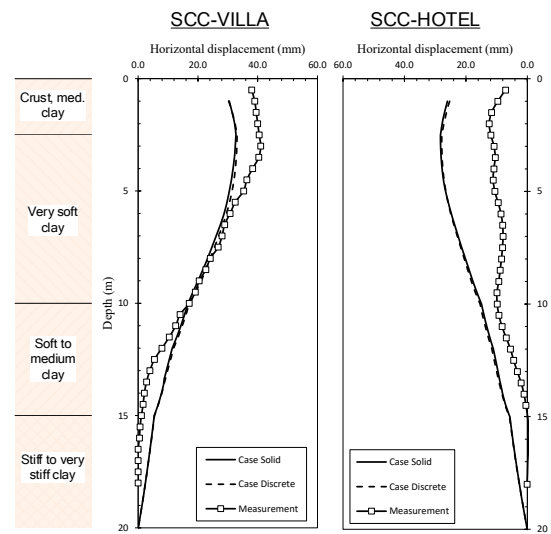 SCC-VILLA
SCC-HOTEL
Horizontal displacement (mm)
Horizontal displacement (mm)
0.0 20.0 40.0 60.0
60.0 40.0 20.0 0.0
0
5
10
15
20
0
5
10
15
20
Depth (m)
Crust, med.
clay
Very soft
clay
Soft to
medium
clay
Stiff to very
stiff clay
Case Solid
Case Discrete
Measurement
Case Solid
Case Discrete
Measurement